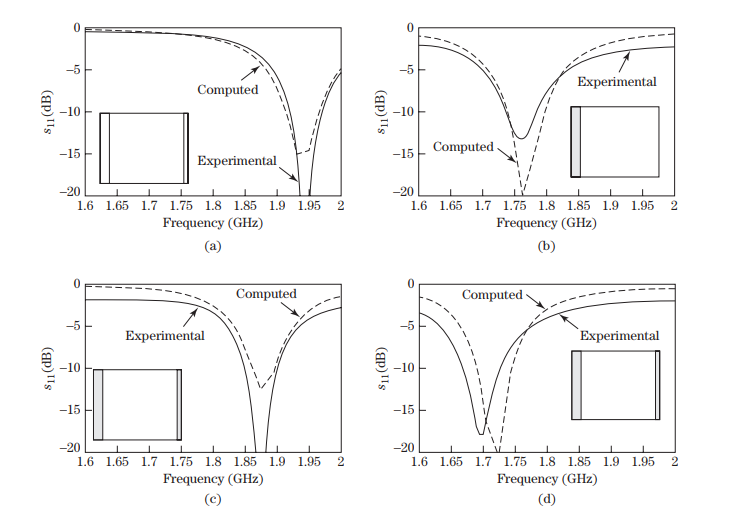 0
−5
−10
−15
−20
s11(dB)
Computed
Experimental
1.6 1.65 1.7 1.75 1.8 1.85 1.9 1.95 2
Frequency (GHz)
(a)
0
−5
−10
−15
−20
s11(dB)
Experimental
Computed
1.6 1.65 1.7 1.75 1.8 1.85 1.9 1.95 2
Frequency (GHz)
(b)
0
−5
−10
−15
−20
s11(dB)
Computed
Experimental
1.6 1.65 1.7 1.75 1.8 1.85 1.9 1.95 2
Frequency (GHz)
(c)
0
−5
−10
−15
−20
s11(dB)
Computed
Experimental
1.6 1.65 1.7 1.75 1.8 1.85 1.9 1.95 2
Frequency (GHz)
(d)